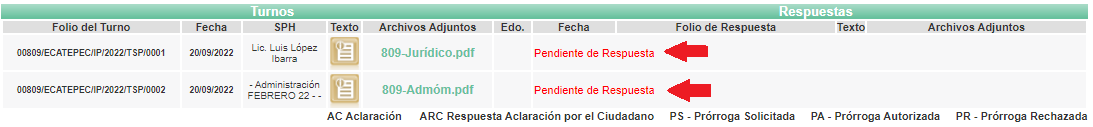 Turnos Respuestas
Folio del Turno Fecha SPH Texto Archivos Adjuntos Edo. Fecha Folio de Respuesta Texto Archivos Adjuntos
00809/ECATEPEC/IP/2022/TSP/0001 20/09/2022 Lic. Luis López Ibarra 809-Jurídico.pdf Pendiente de Respuesta
00809/ECATEPEC/IP/2022/TSP/0002 20/09/2022 - Administración FEBRERO 22 - - 809-Admóm.pdf Pendiente de Respuesta
AC Aclaración ARC Respuesta Aclaración por el Ciudadano PS - Prórroga Solicitada PA - Prórroga Autorizada PR - Prórroga Rechazada